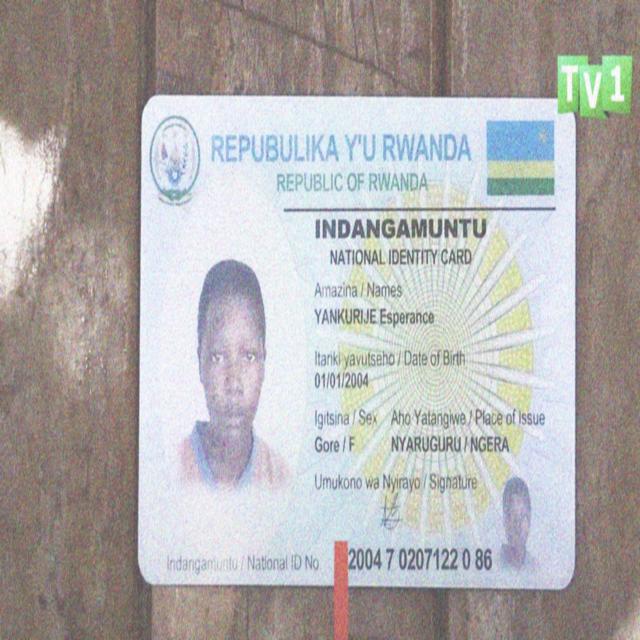 TV1
REPUBULIKA Y'U RWANDA
REPUBLIC OF RWANDA
INDANGAMUNTU
NATIONAL IDENTITY CARD
Amazina / Names
YANKURIJE Esperance
Itariki yavutseho / Date of Birth
01/01/2004
Igitsina / Sex Aho Yatangiwe / Place of Issue
Gore / F NYARUGURU / NGERA
Umukono wa Nyirayo / Signature
Indangamuntu / National ID No 2004 7 0207122 0 86